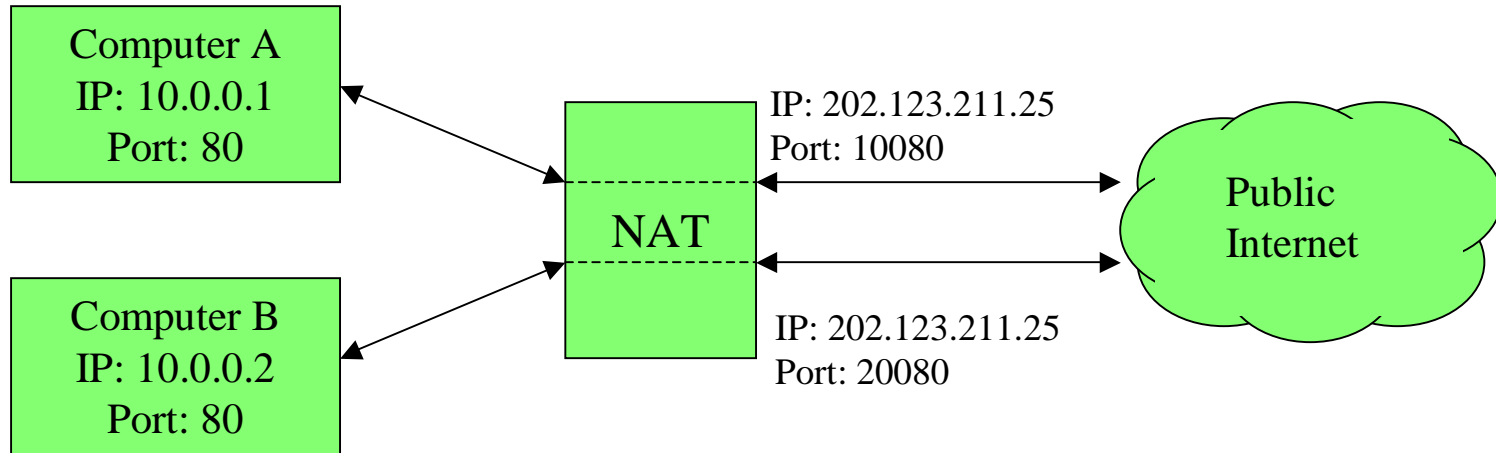 Computer A
IP: 10.0.0.1
Port: 80
IP: 202.123.211.25
Port: 10080
NAT
Public
Internet
Computer B
IP: 10.0.0.2
Port: 80
IP: 202.123.211.25
Port: 20080